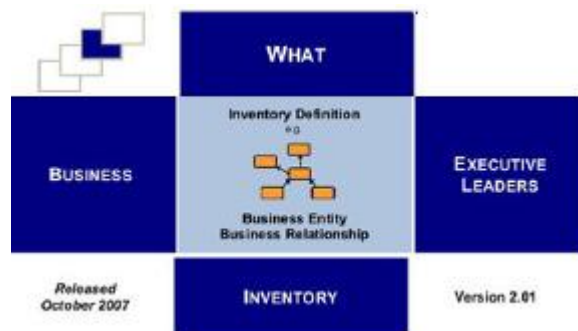 WHAT
Inventory Definition
e.g.
BUSINESS
EXECUTIVE
LEADERS
Business Entity
Business Relationship
Released
October 2007
INVENTORY
Version 2.01